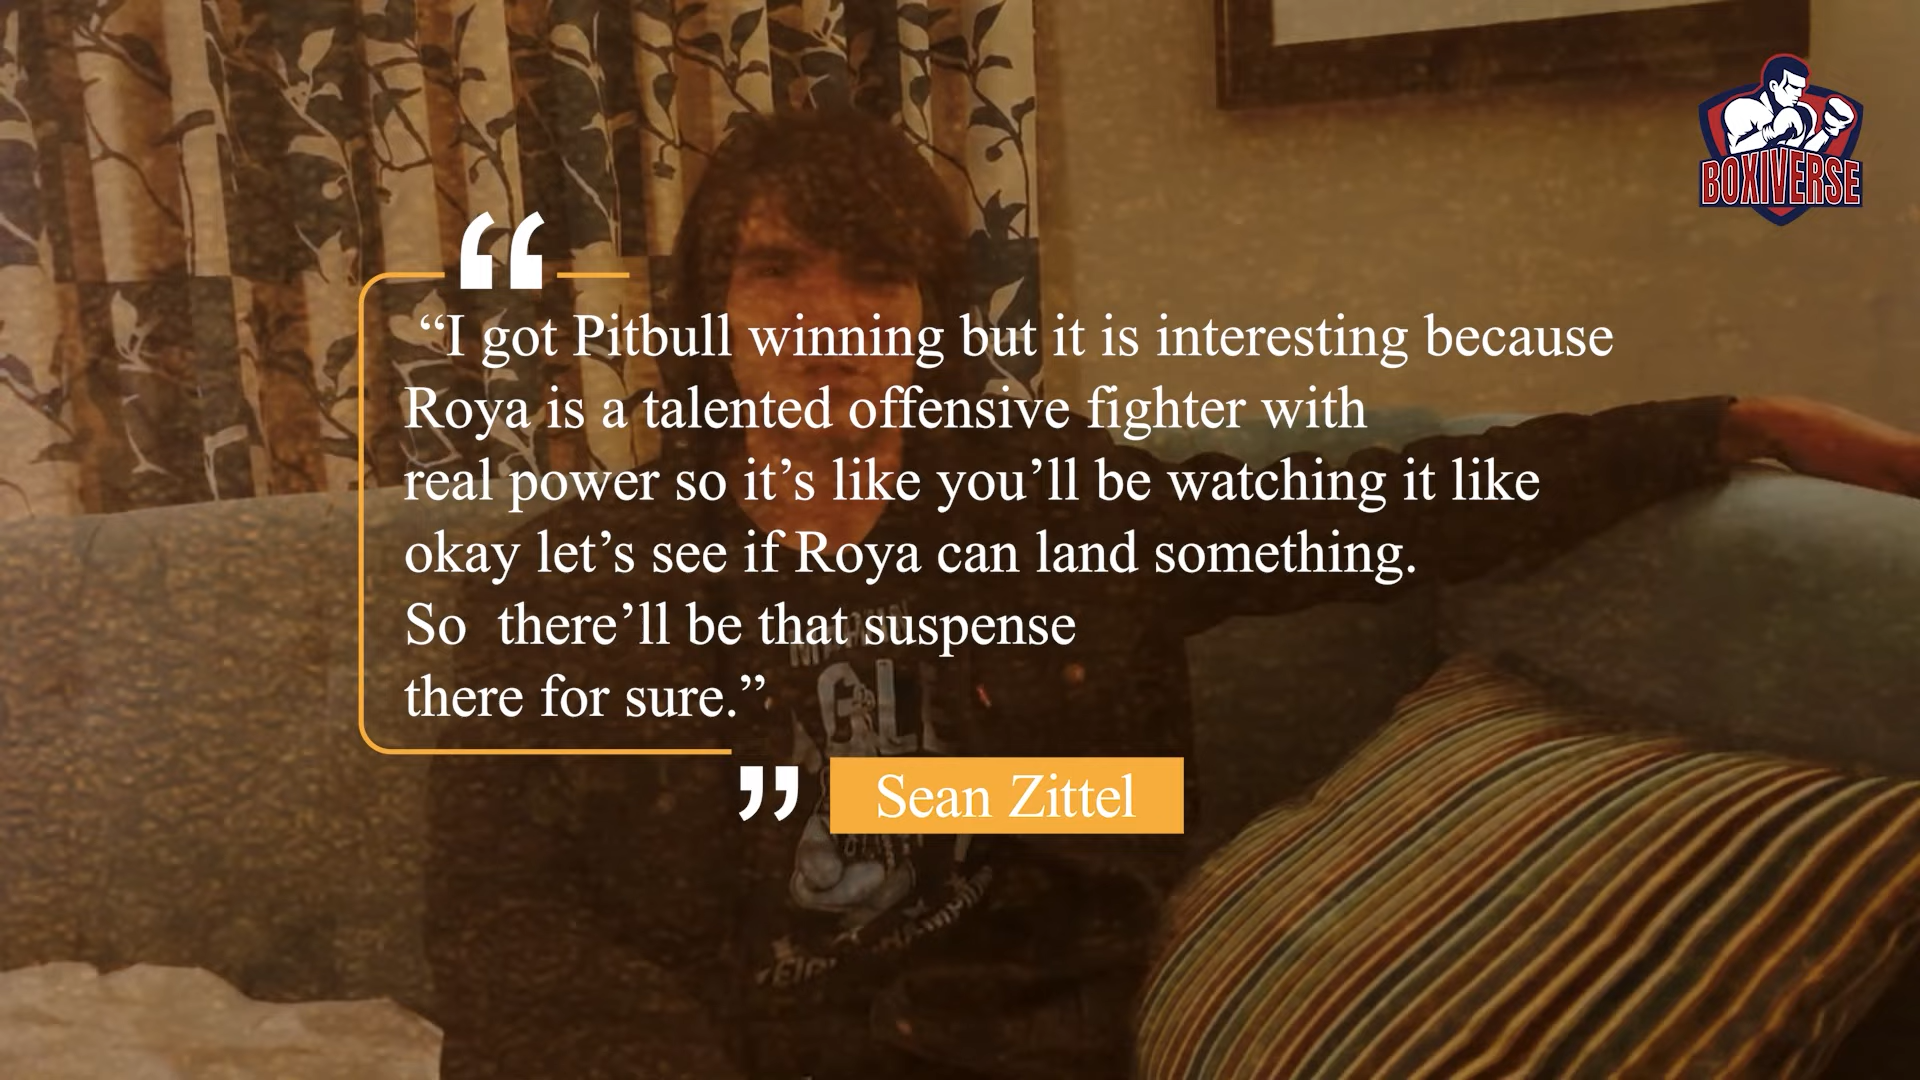 BOXIVERSE
“I got Pitbull winning but it is interesting because
Roya is a talented offensive fighter with
real power so it’s like you’ll be watching it like
okay let’s see if Roya can land something.
So there’ll be that suspense
there for sure.”
Sean Zittel